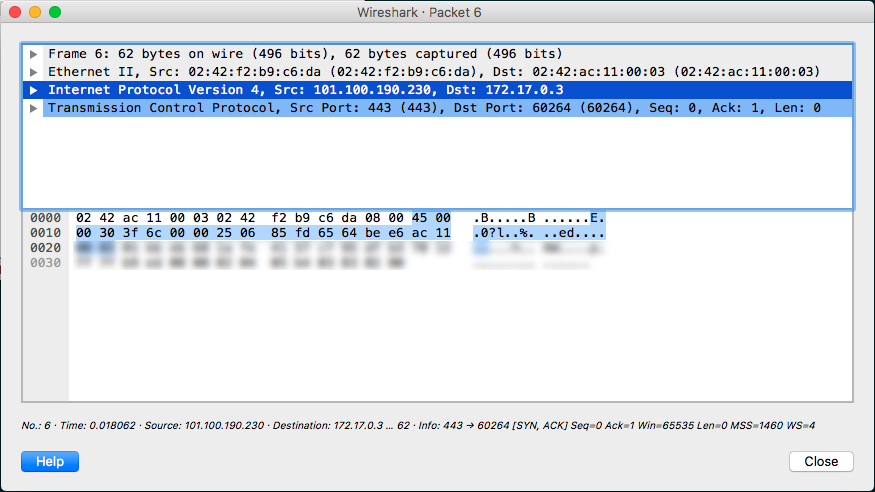 Wireshark · Packet 6
Frame 6: 62 bytes on wire (496 bits), 62 bytes captured (496 bits)
Ethernet II, Src: 02:42:f2:b9:c6:da (02:42:f2:b9:c6:da), Dst: 02:42:ac:11:00:03 (02:42:ac:11:00:03)
Internet Protocol Version 4, Src: 101.100.190.230, Dst: 172.17.0.3
Transmission Control Protocol, Src Port: 443 (443), Dst Port: 60264 (60264), Seq: 0, Ack: 1, Len: 0
0000 02 42 ac 11 00 03 02 42 f2 b9 c6 da 08 00 45 00 .B.....B ......E.
0010 00 30 3f 6c 00 00 25 06 85 fd 65 64 be e6 ac 11 .0?l..%. ..ed....
0020
0030
No.: 6 · Time: 0.018062 · Source: 101.100.190.230 · Destination: 172.17.0.3 ... 62 · Info: 443 → 60264 [SYN, ACK] Seq=0 Ack=1 Win=65535 Len=0 MSS=1460 WS=4
Help
Close